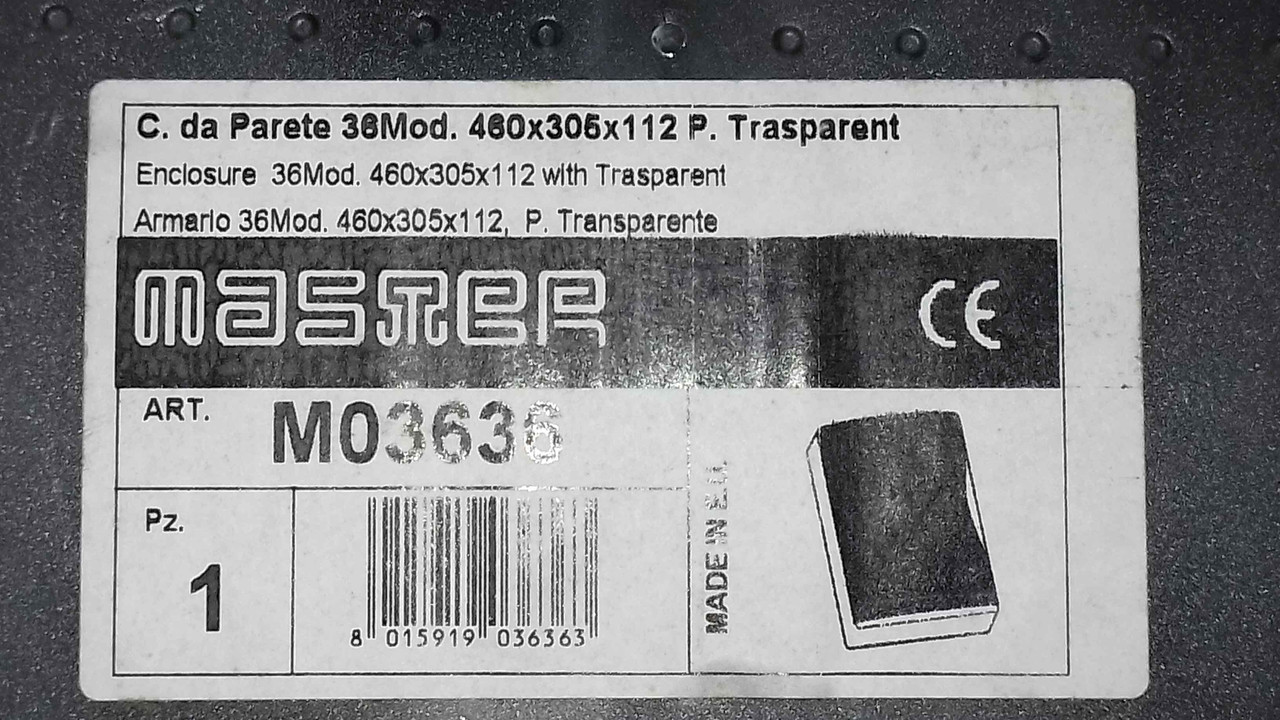 C. da Parete 36Mod. 460x305x112 P. Trasparent
Enclosure 36Mod. 460x305x112 with Trasparent
Armario 36Mod. 460x305x112, P. Transparente
master
CE
ART. M03636
Pz.
1
8 015919 036363
MADE IN E.U.